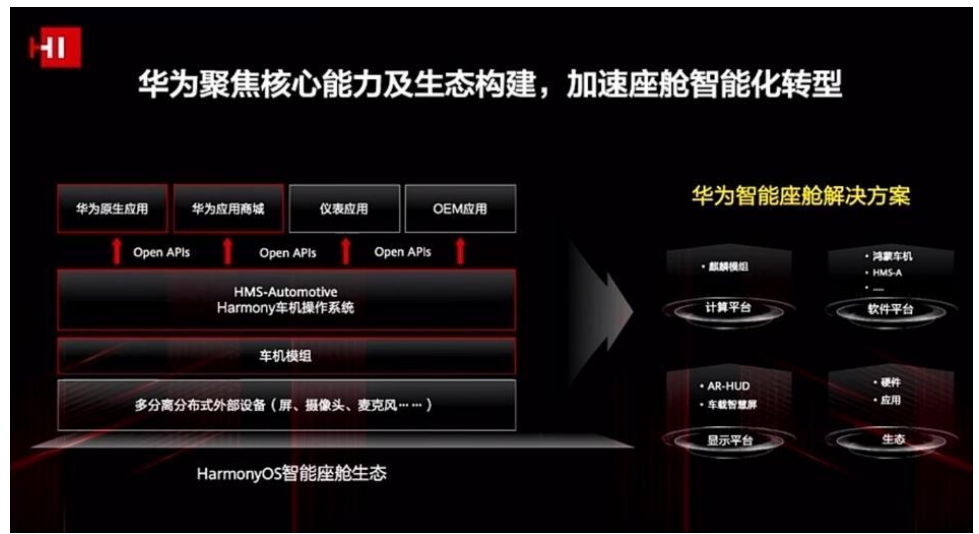 HI
华为聚焦核心能力及生态构建，加速座舱智能化转型
华为原生应用
华为应用商城
仪表应用
OEM应用
Open APIs
Open APIs
Open APIs
HMS-Automotive
Harmony车机操作系统
车机模组
多分离分布式外部设备（屏、摄像头、麦克风……）
HarmonyOS智能座舱生态
华为智能座舱解决方案
• 麒麟模组
计算平台
• 鸿蒙车机
• HMS-A
• ....
软件平台
• AR-HUD
• 车载智慧屏
显示平台
• 硬件
• 应用
生态